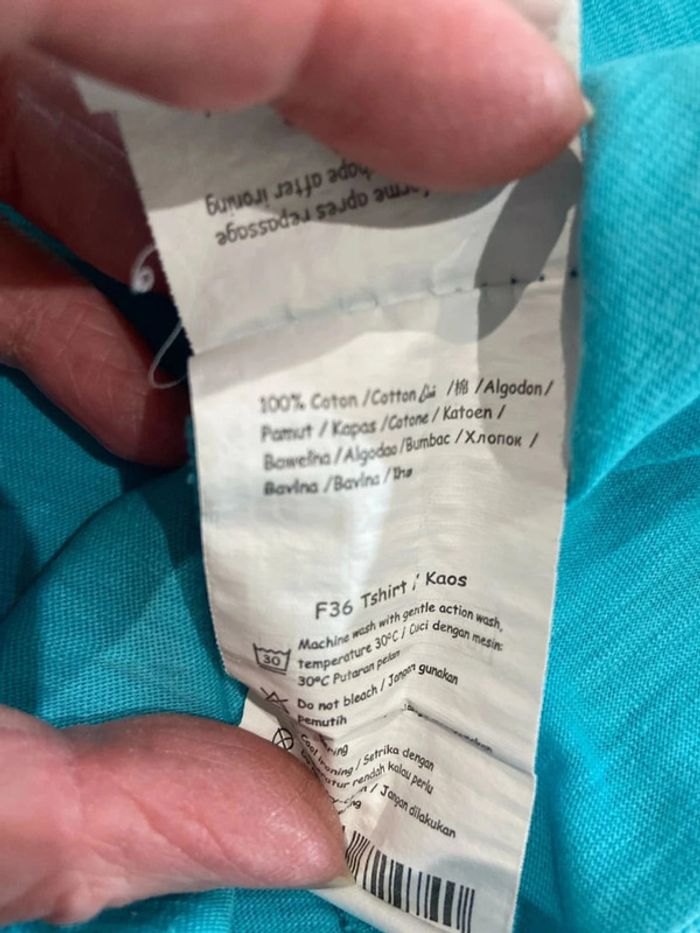 hape after ironing
forme apres repassage
100% Coton /Cotton /棉 /Algodon/
Pamut / Kapas /Cotone / Katoen /
Bawełna /Algodao /Bumbac /Хлопок /
Bavlna /Bavlna /
F36 Tshirt / Kaos
30
Machine wash with gentle action wash,
temperature 30°C / Cuci dengan mesin:
30°C Putaran pelan
Do not bleach / Jangan gunakan
pemutih
Cool ironing / Setrika dengan
rendah kalau perlu
/ Jangan dilakukan